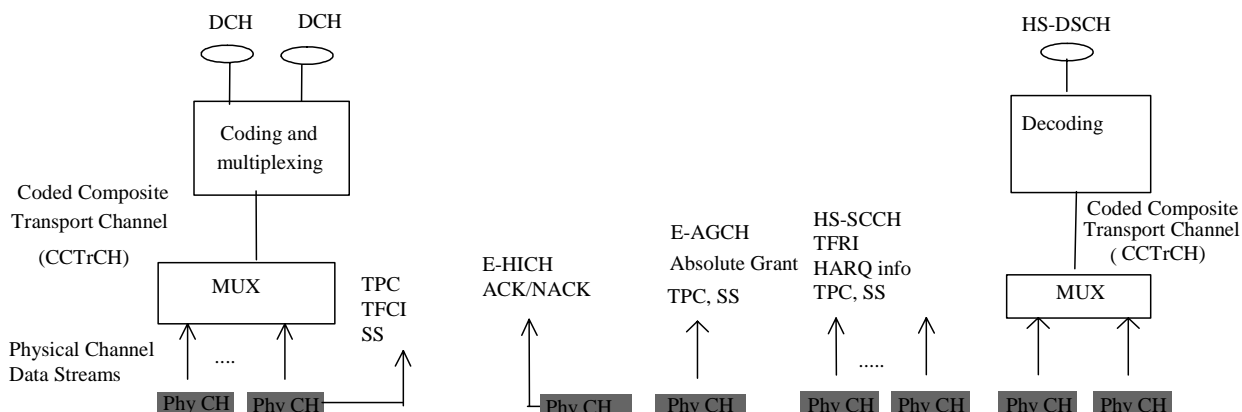 DCH
DCH
Coding and
multiplexing
Coded Composite
Transport Channel
(CCTrCH)
MUX
TPC
TFCI
SS
Physical Channel
Data Streams
....
Phy CH
Phy CH
E-HICH
ACK/NACK
Phy CH
E-AGCH
Absolute Grant
TPC, SS
Phy CH
HS-SCCH
TFRI
HARQ info
TPC, SS
.....
Phy CH
Phy CH
HS-DSCH
Decoding
Coded Composite
Transport Channel
( CCTrCH)
MUX
Phy CH
Phy CH